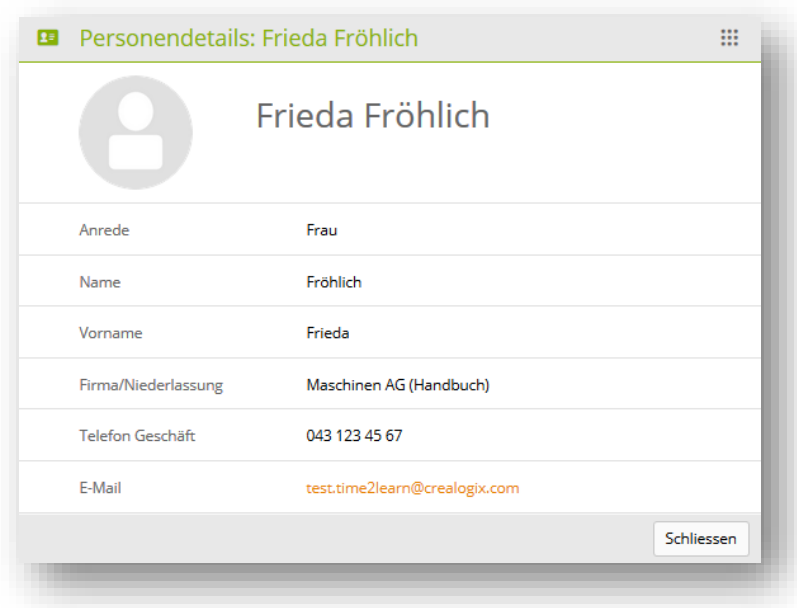 Personendetails: Frieda Fröhlich
Frieda Fröhlich
Anrede Frau
Name Fröhlich
Vorname Frieda
Firma/Niederlassung Maschinen AG (Handbuch)
Telefon Geschäft 043 123 45 67
E-Mail test.time2learn@crealogix.com
Schliessen